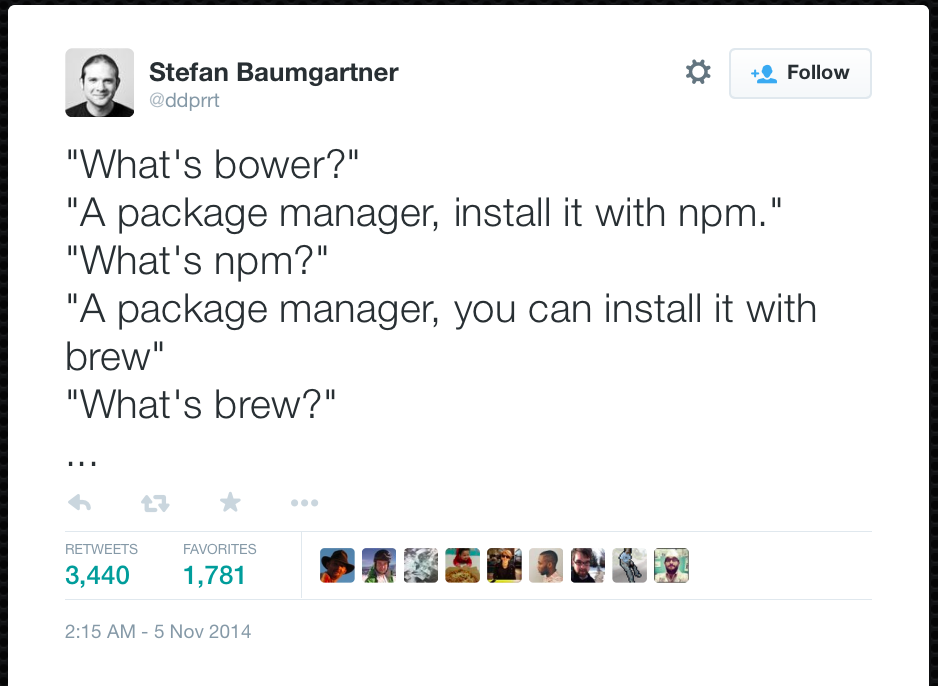 Stefan Baumgartner
@ddprrt
Follow
"What's bower?"
"A package manager, install it with npm."
"What's npm?"
"A package manager, you can install it with
brew"
"What's brew?"
...
RETWEETS
3,440
FAVORITES
1,781
2:15 AM - 5 Nov 2014